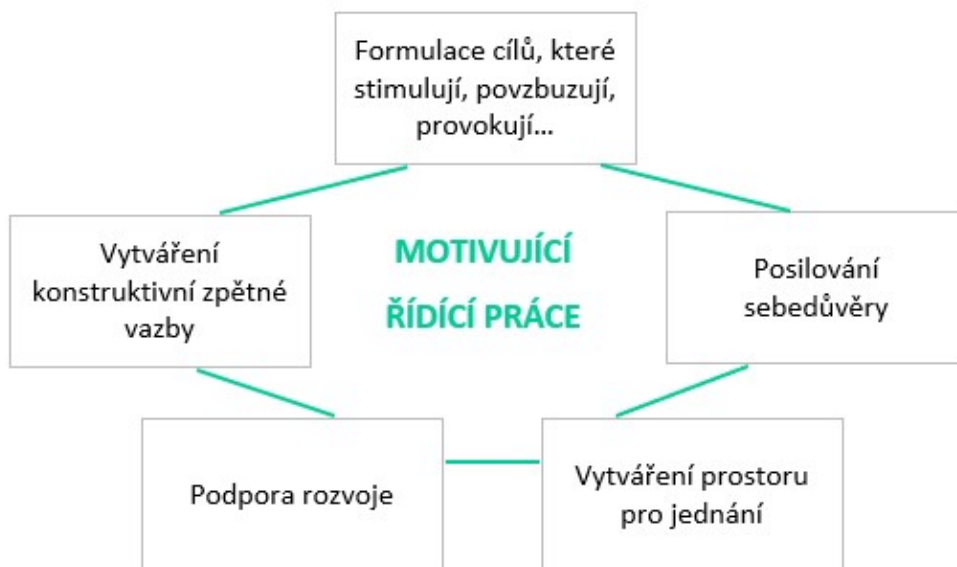 Formulace cílů, které
stimulují, povzbuzují,
provokují...
Vytváření
konstruktivní zpětné
vazby
MOTIVUJÍCÍ
ŘÍDÍCÍ PRÁCE
Posilování
sebedůvěry
Podpora rozvoje
Vytváření prostoru
pro jednání